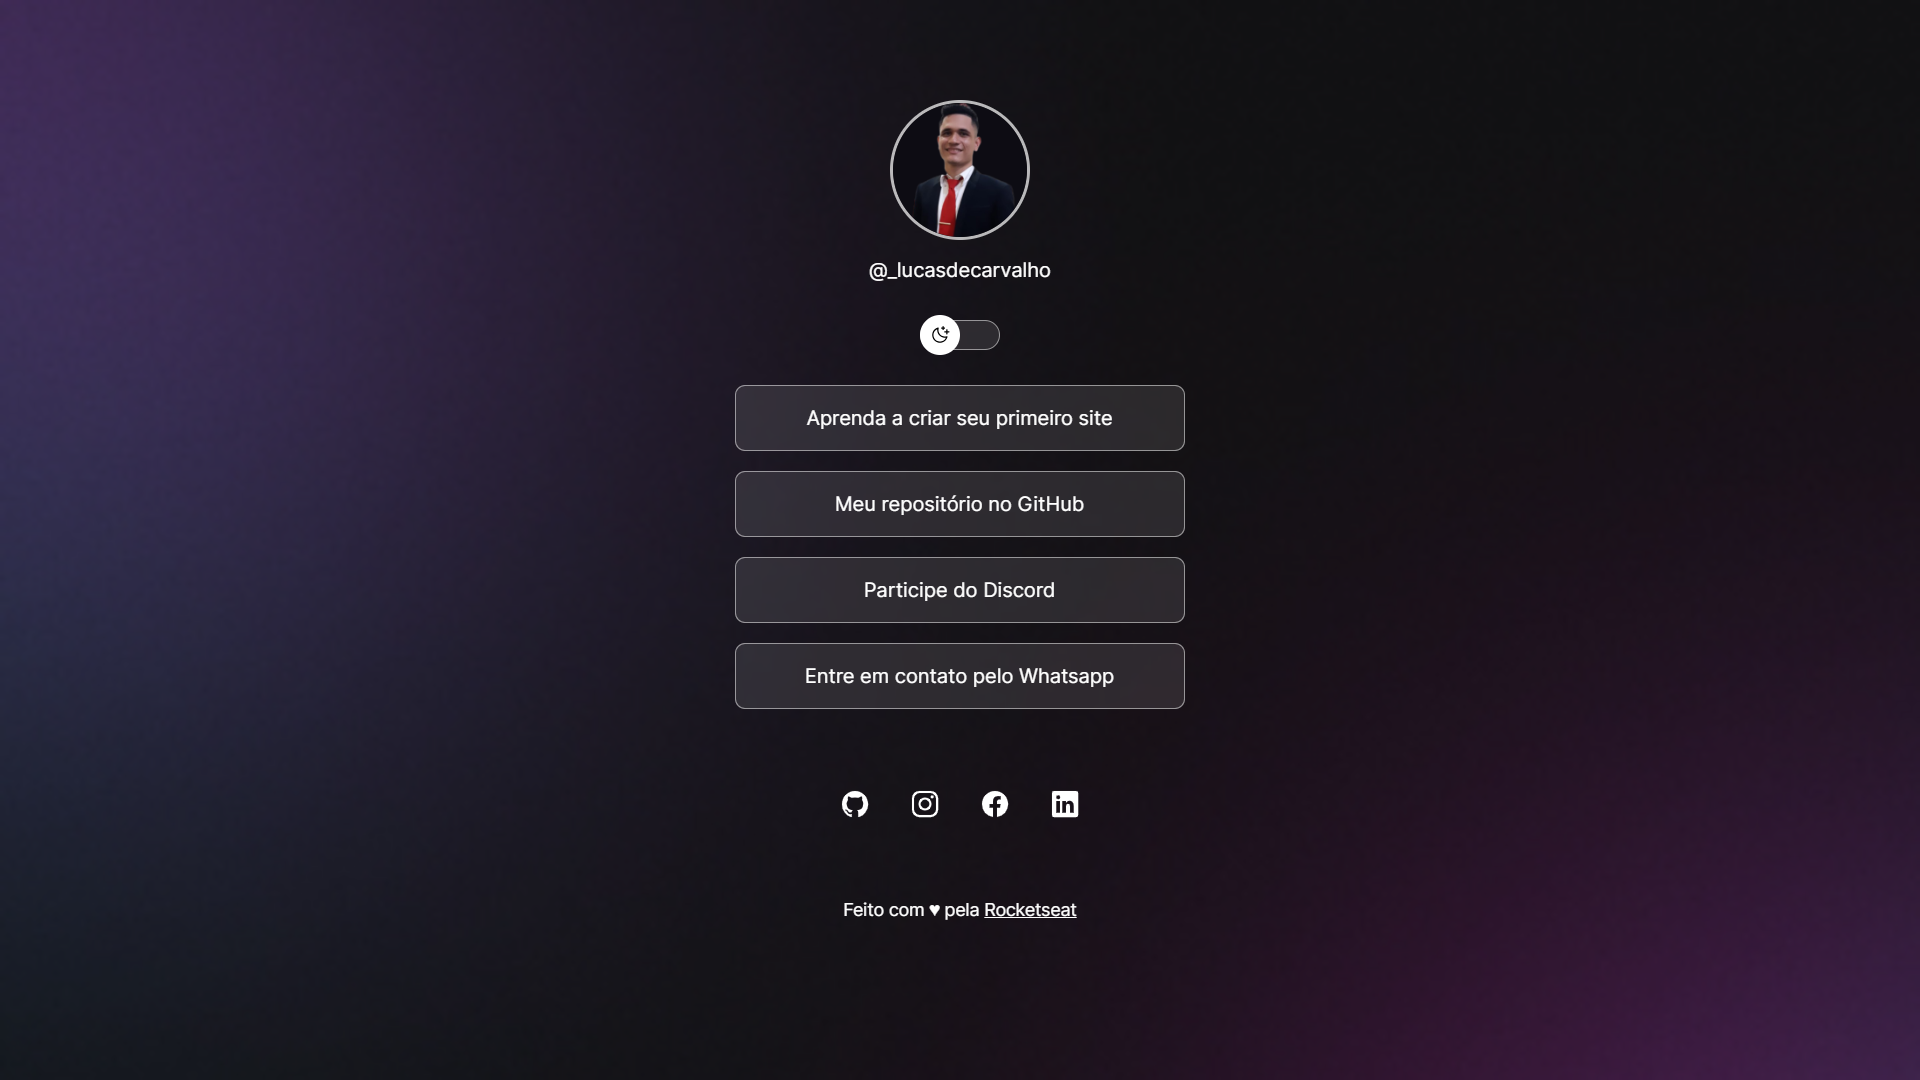 @_lucasdecarvalho
Aprenda a criar seu primeiro site
Meu repositório no GitHub
Participe do Discord
Entre em contato pelo Whatsapp
Feito com ♥ pela Rocketseat